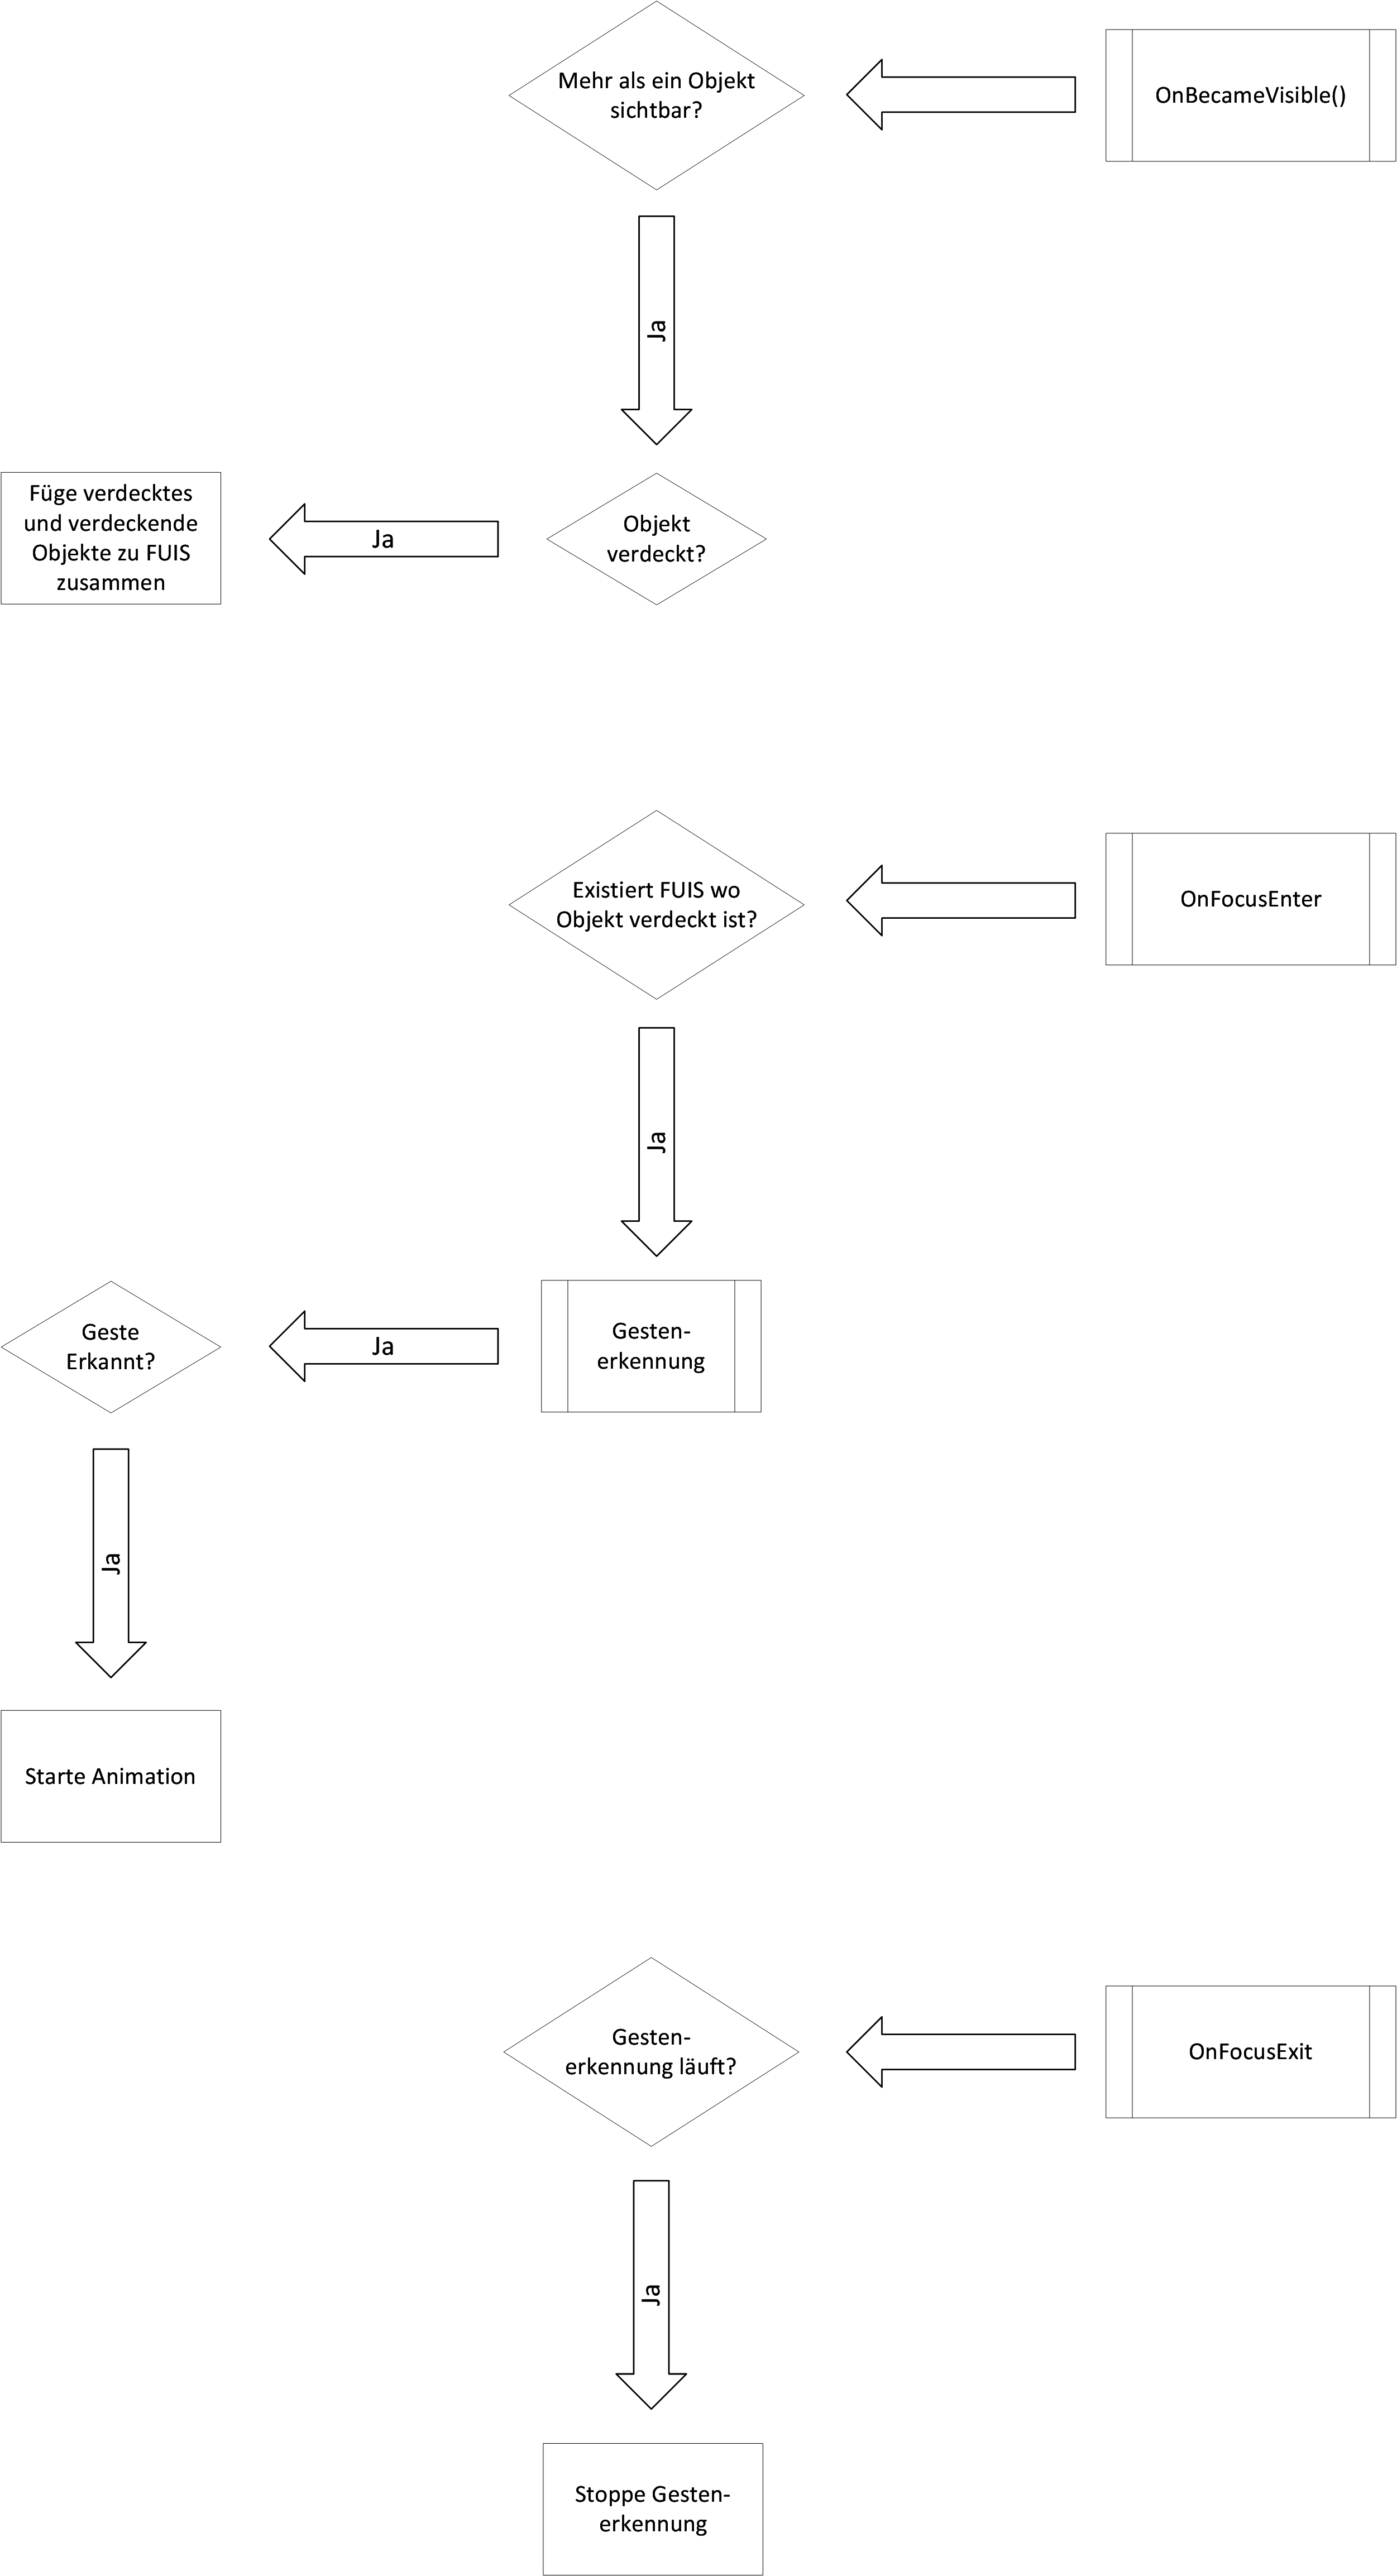 Mehr als ein Objekt
sichtbar?
OnBecameVisible()
Ja
Füge verdecktes
und verdeckende
Objekte zu FUIS
zusammen
Ja
Objekt
verdeckt?
Existiert FUIS wo
Objekt verdeckt ist?
OnFocusEnter
Ja
Geste
Erkannt?
Ja
Gesten-
erkennung
Ja
Starte Animation
Gesten-
erkennung läuft?
OnFocusExit
Ja
Stoppe Gesten-
erkennung